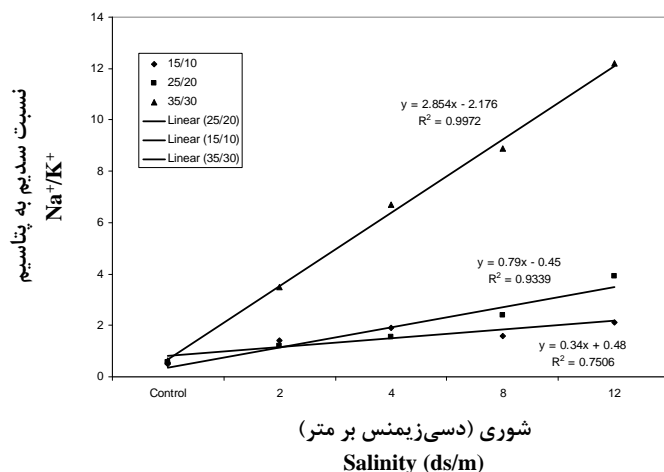 14
12
10
8
6
4
2
0
نسبت سدیم به پتاسیم
Na⁺/K⁺
15/10
25/20
35/30
Linear (25/20)
Linear (15/10)
Linear (35/30)
y = 2.854x - 2.176
R² = 0.9972
y = 0.79x - 0.45
R² = 0.9339
y = 0.34x + 0.48
R² = 0.7506
Control 2 4 8 12
شوری (دسی‌زیمنس بر متر)
Salinity (ds/m)